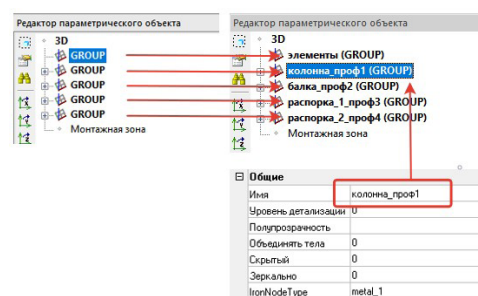 Редактор параметрического объекта
3D
GROUP
GROUP
GROUP
GROUP
GROUP
Монтажная зона
Редактор параметрического объекта
3D
элементы (GROUP)
колонна_проф1 (GROUP)
балка_проф2 (GROUP)
распорка_1_проф3 (GROUP)
распорка_2_проф4 (GROUP)
Монтажная зона
Общие
Имя колонна_проф1
Уровень детализации 0
Полупрозрачность
Объединять тела 0
Скрытый 0
Зеркально 0
IronNodeType metal_1